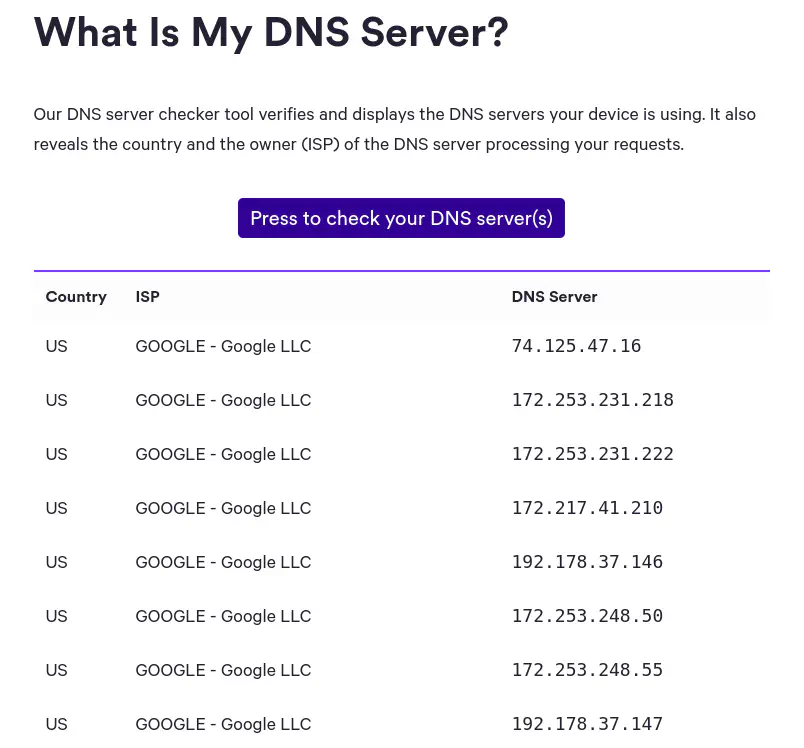 What Is My DNS Server?
Our DNS server checker tool verifies and displays the DNS servers your device is using. It also
reveals the country and the owner (ISP) of the DNS server processing your requests.
Press to check your DNS server(s)
Country ISP DNS Server
US GOOGLE - Google LLC 74.125.47.16
US GOOGLE - Google LLC 172.253.231.218
US GOOGLE - Google LLC 172.253.231.222
US GOOGLE - Google LLC 172.217.41.210
US GOOGLE - Google LLC 192.178.37.146
US GOOGLE - Google LLC 172.253.248.50
US GOOGLE - Google LLC 172.253.248.55
US GOOGLE - Google LLC 192.178.37.147